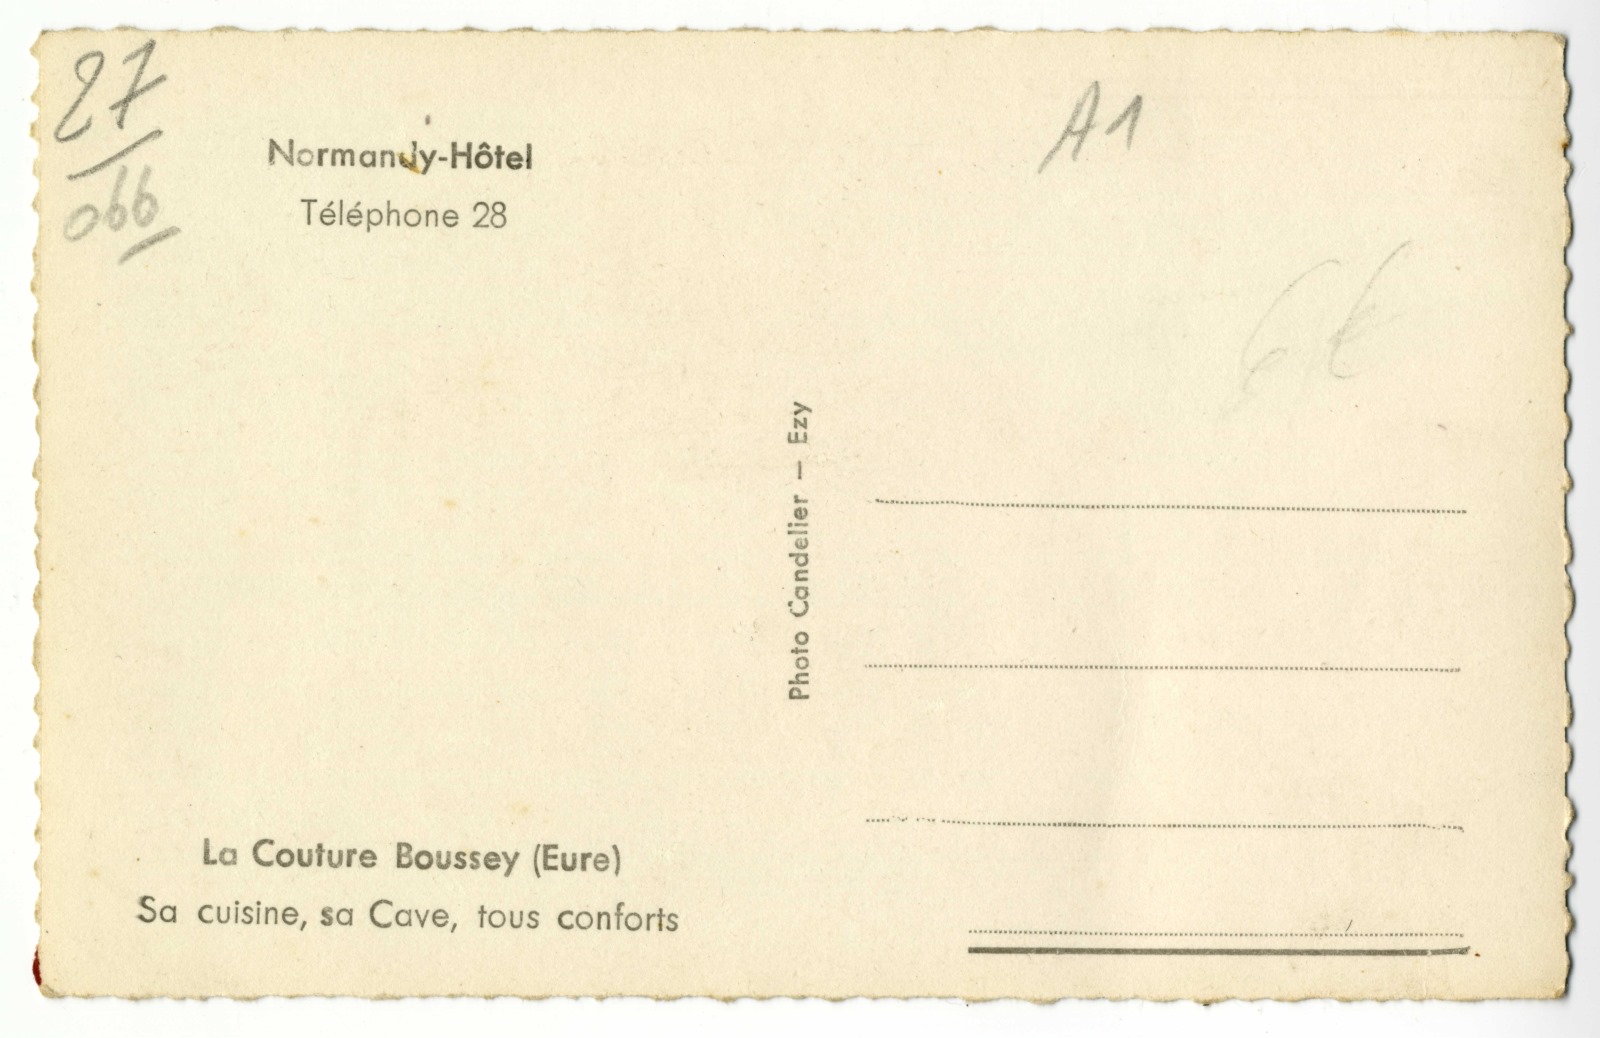 27
066
Normandy-Hôtel
Téléphone 28
A1
6€
Photo Candelier — Ezy
La Couture Boussey (Eure)
Sa cuisine, sa Cave, tous conforts